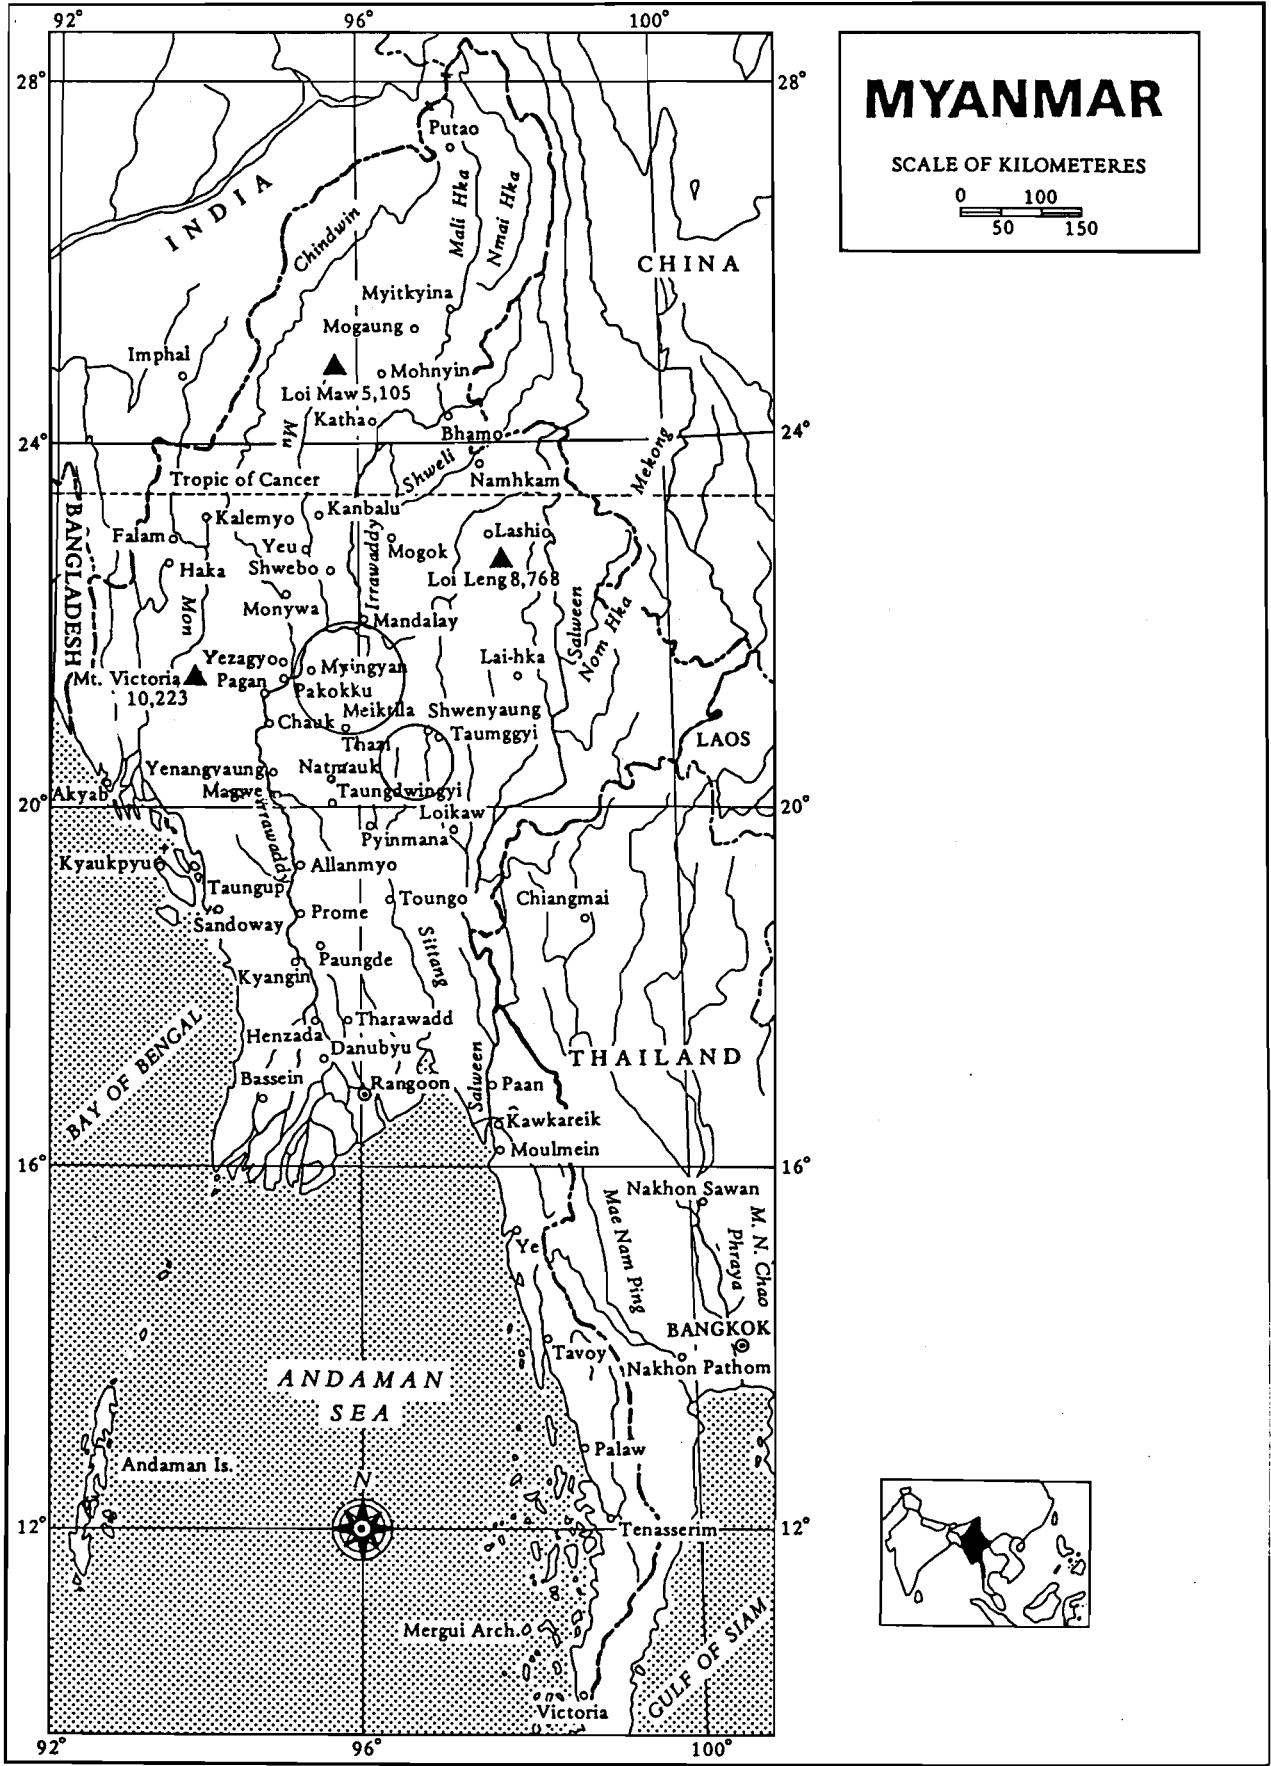 92° 96° 100°
MYANMAR
SCALE OF KILOMETERES
0 100
50 150
28° 28°
Putao
INDIA
Chindwin
Mali Hka
Nmai Hka
CHINA
Myitkyina
Mogaung
Imphal
Mohnyin
Loi Maw 5,105
Katha
Mu
Bhamo
24° 24°
Mekong
Shweli
Tropic of Cancer
Namhkam
BANGLADESH
Kanbalu
Kalemyo
Falam
Lashio
Yeu
Mogok
Irrawaddy
Shwebo
Haka
Loi Leng 8,768
Salween
Nom Hka
Mon
Monywa
Mandalay
Yezagyo
Myingyan
Lai-hka
Mt. Victoria
10,223
Pagan
Pakokku
Meiktila
Shwenyaung
Chauk
Taumggyi
Thazi
LAOS
Yenangyaung
Natmauk
Magwe
Taungdwingyi
Akyab
20° 20°
Irrawaddy
Loikaw
Pyinmana
Kyaukpyu
Allanmyo
Taungup
Toungo
Chiangmai
Sandoway
Prome
Sittang
Paungde
Kyangin
BAY OF BENGAL
Tharawadd
Henzada
Danubyu
THAILAND
Bassein
Rangoon
Salween
Paan
Kawkareik
Moulmein
16° 16°
Nakhon Sawan
Mae Nam Ping
M. N. Chao
Phraya
Ye
BANGKOK
Tavoy
Nakhon Pathom
ANDAMAN
SEA
Palaw
Andaman Is.
N
12° 12°
Tenasserim
Mergui Arch.
GULF OF SIAM
Victoria
92° 96° 100°